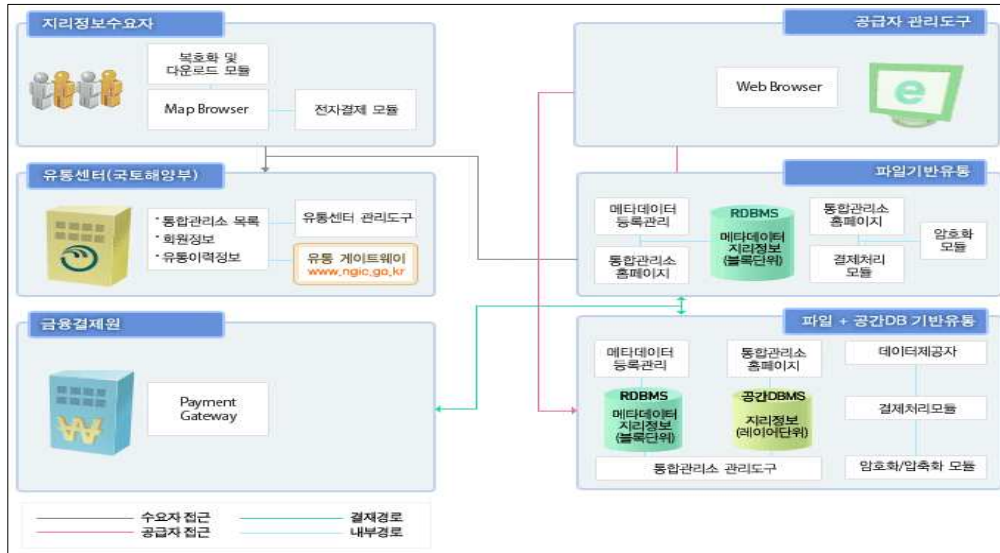 지리정보수요자
복호화 및
다운로드 모듈
Map Browser
전자결제 모듈
공급자 관리도구
Web Browser
e
유통센터(국토해양부)
· 통합관리소 목록
· 회원정보
· 유통이력정보
유통센터 관리도구
유통 게이트웨이
www.ngic.go.kr
파일기반유통
메타데이터
등록관리
통합관리소
홈페이지
RDBMS
메타데이터
지리정보
(블록단위)
통합관리소
홈페이지
결제처리
모듈
암호화
모듈
금융결제원
₩
Payment
Gateway
파일 + 공간DB 기반유통
메타데이터
등록관리
통합관리소
홈페이지
데이터제공자
RDBMS
메타데이터
지리정보
(블록단위)
공간DBMS
지리정보
(레이어단위)
결제처리모듈
통합관리소 관리도구
암호화/압축화 모듈
수요자 접근
결재경로
공급자 접근
내부경로